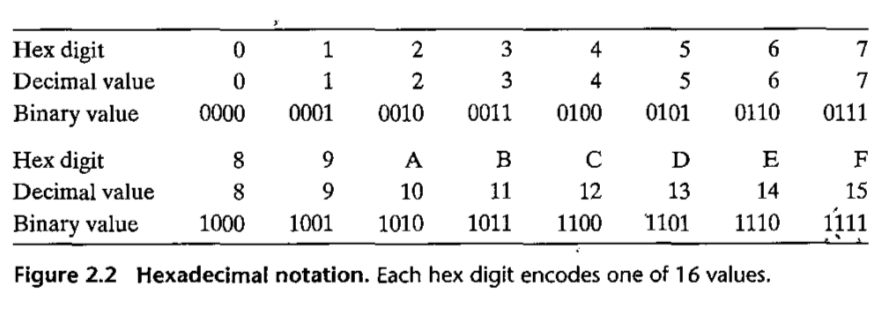 Hex digit 0 1 2 3 4 5 6 7
Decimal value 0 1 2 3 4 5 6 7
Binary value 0000 0001 0010 0011 0100 0101 0110 0111
Hex digit 8 9 A B C D E F
Decimal value 8 9 10 11 12 13 14 15
Binary value 1000 1001 1010 1011 1100 1101 1110 1111
Figure 2.2 Hexadecimal notation. Each hex digit encodes one of 16 values.